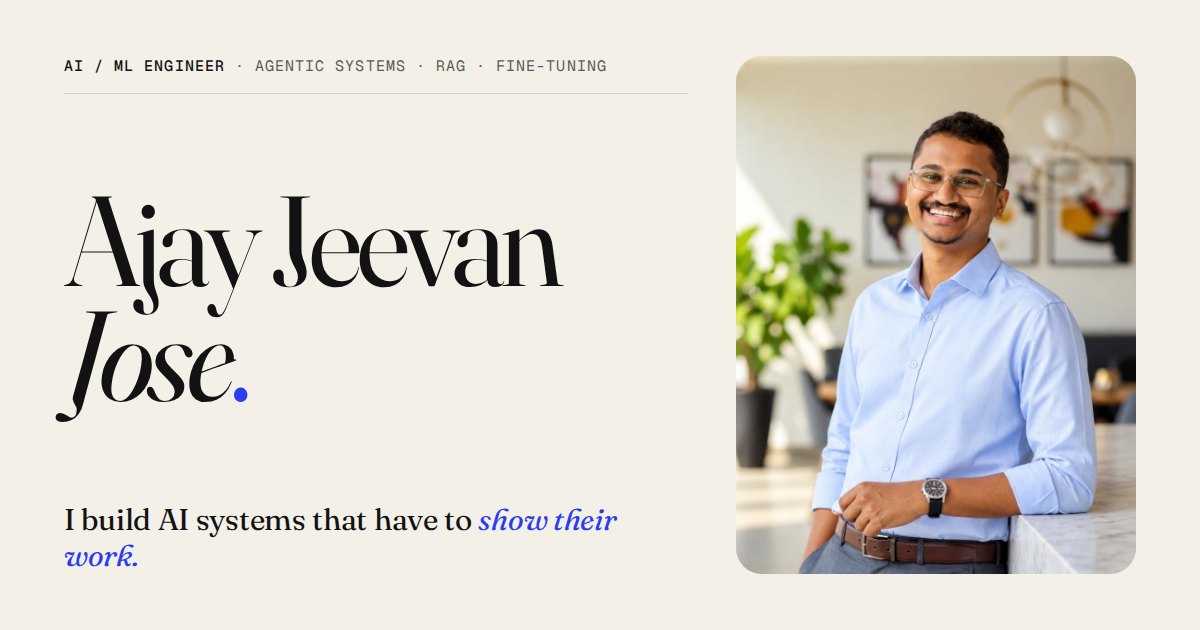 AI / ML ENGINEER · AGENTIC SYSTEMS · RAG · FINE-TUNING
Ajay Jeevan
Jose.
I build AI systems that have to show their
work.